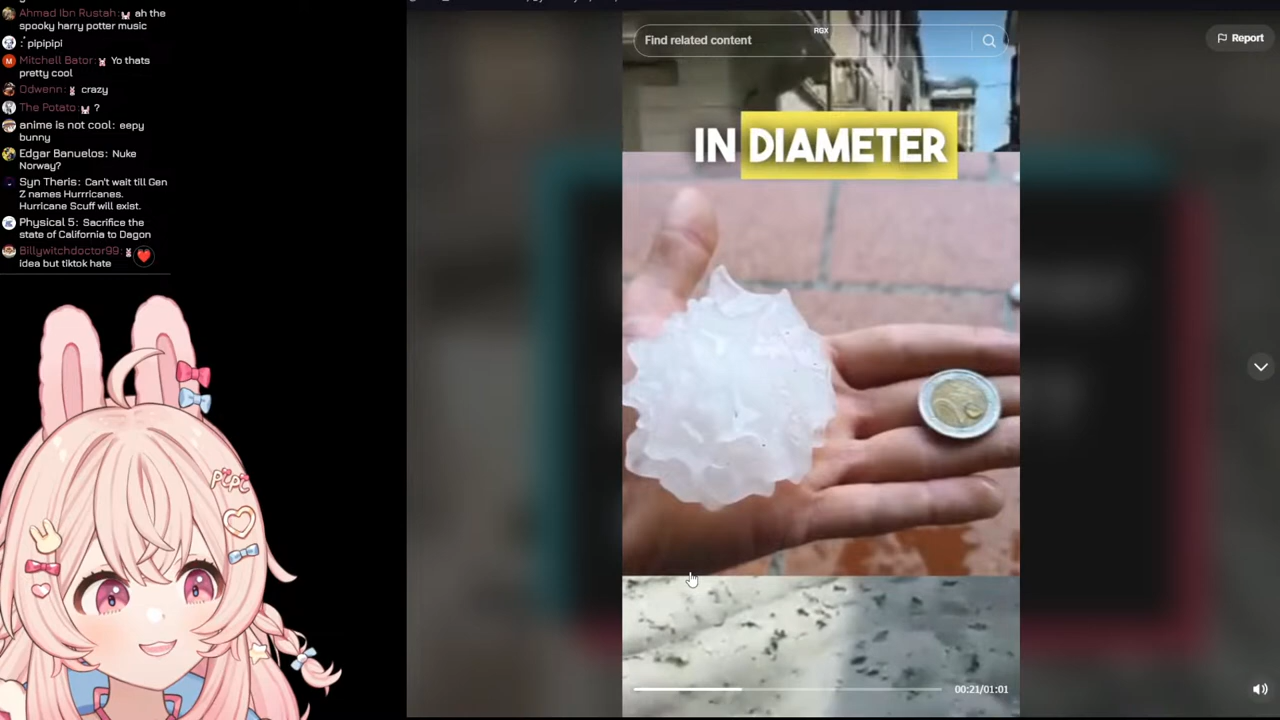 Ahmad Ibn Rustah: ah the
spooky harry potter music
: pipipipi
Mitchell Bator: Yo thats
pretty cool
Odwenn: crazy
The Potato: ?
anime is not cool: eepy
bunny
Edgar Banuelos: Nuke
Norway?
Syn Theris: Can't wait till Gen
Z names Hurrricanes.
Hurricane Scuff will exist.
Physical 5: Sacrifice the
state of California to Dagon
Billywitchdoctor99:
idea but tiktok hate
Pipi
Find related content
RGX
Report
IN DIAMETER
00:21/01:01